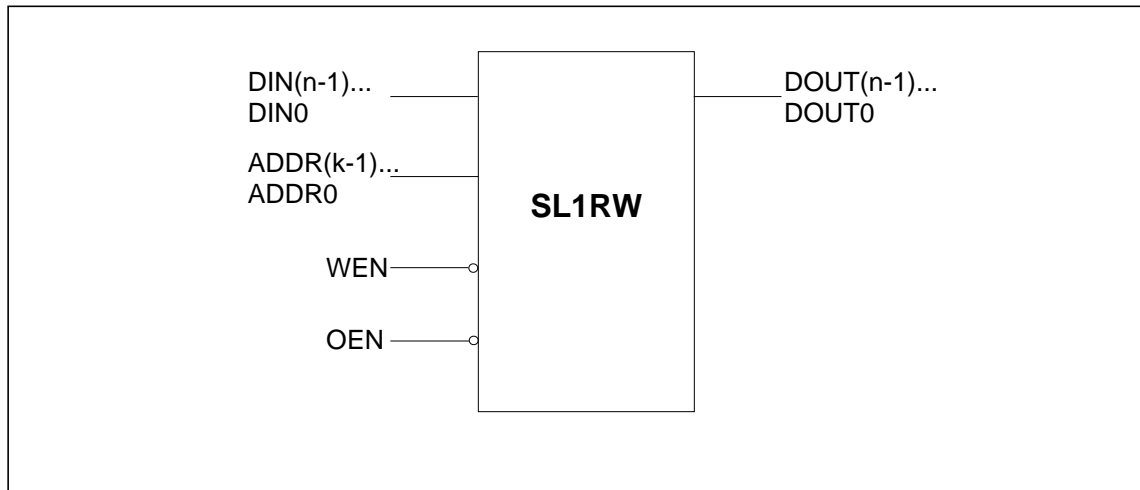 DIN(n-1)...
DIN0
ADDR(k-1)...
ADDR0
WEN
OEN
SL1RW
DOUT(n-1)...
DOUT0